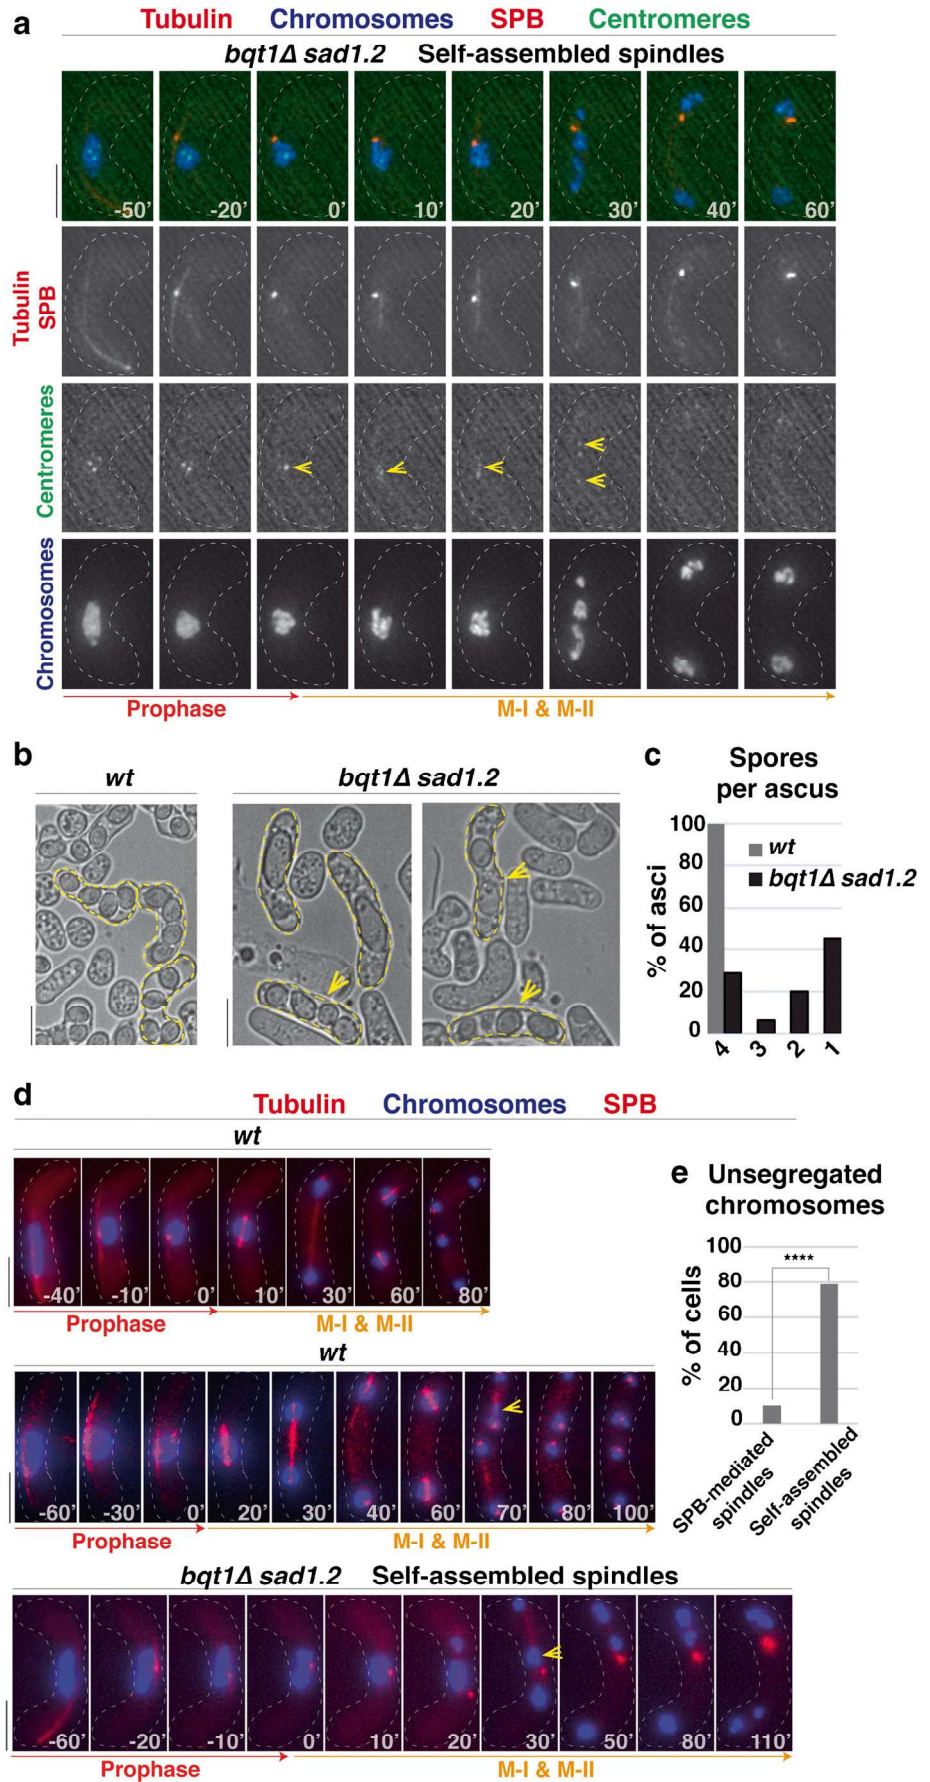 a
Tubulin Chromosomes SPB Centromeres
bqt1Δ sad1.2 Self-assembled spindles
-50’ -20’ 0’ 10’ 20’ 30’ 40’ 60’
Tubulin
SPB
Centromeres
Chromosomes
Prophase M-I & M-II
b
wt bqt1Δ sad1.2
c Spores
per ascus
% of asci
100
80
60
40
20
0
wt
bqt1Δ sad1.2
4 3 2 1
d
Tubulin Chromosomes SPB
wt
-40’ -10’ 0’ 10’ 30’ 60’ 80’
Prophase M-I & M-II
wt
-60’ -30’ 0’ 20’ 30’ 40’ 60’ 70’ 80’ 100’
Prophase M-I & M-II
bqt1Δ sad1.2 Self-assembled spindles
-60’ -20’ -10’ 0’ 10’ 20’ 30’ 50’ 80’ 110’
Prophase M-I & M-II
e Unsegregated
chromosomes
% of cells
100
80
60
40
20
0
****
SPB-mediated
spindles
Self-assembled
spindles